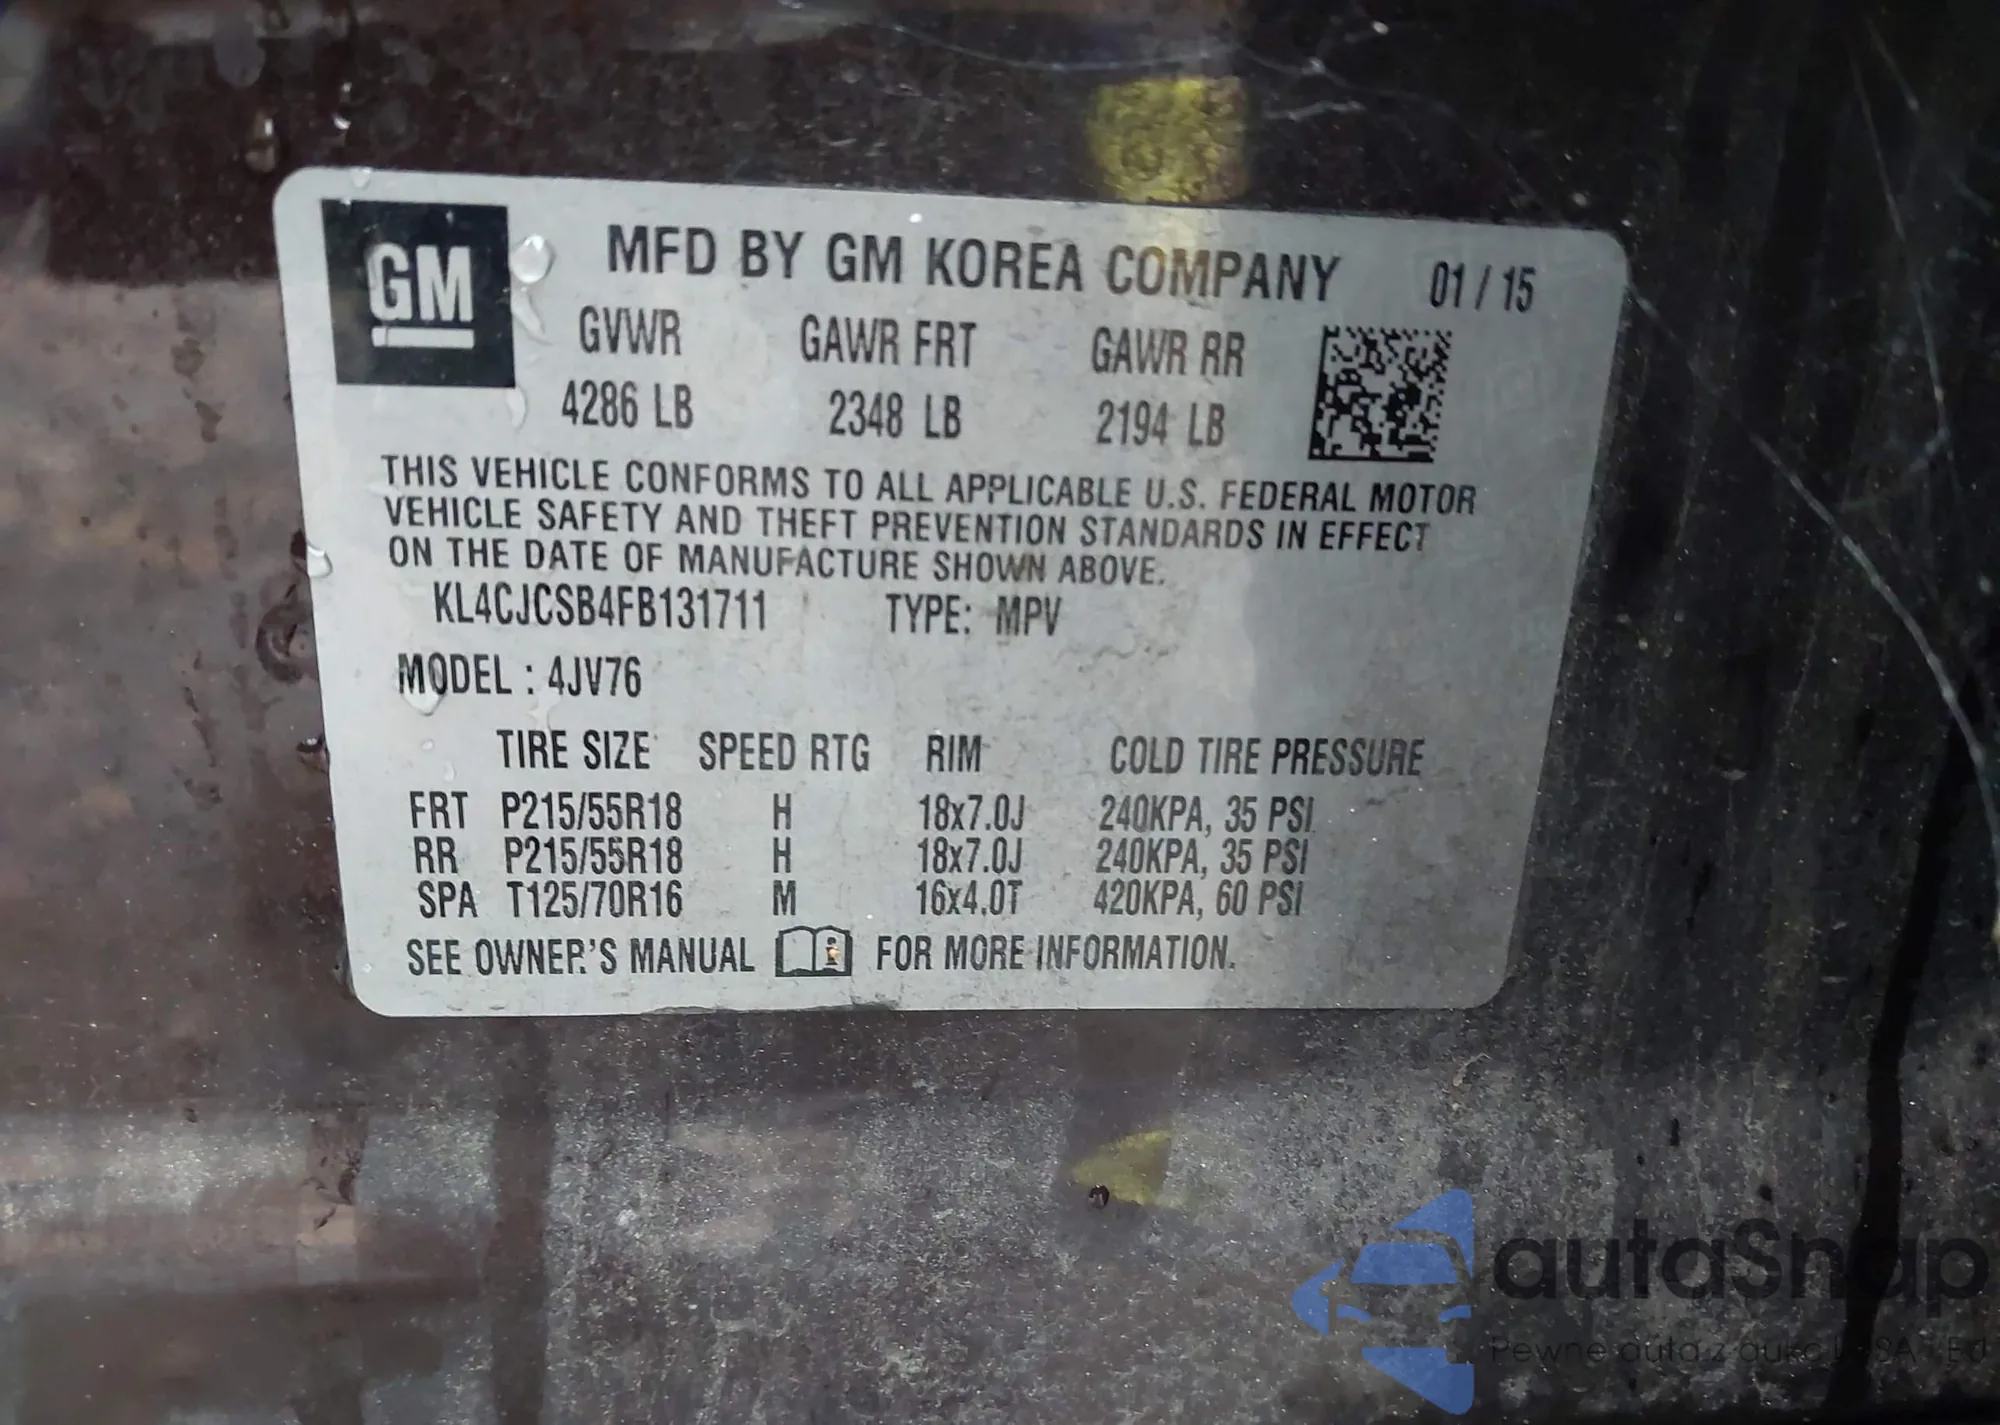 GM
MFD BY GM KOREA COMPANY 01 / 15
GVWR GAWR FRT GAWR RR
4286 LB 2348 LB 2194 LB
THIS VEHICLE CONFORMS TO ALL APPLICABLE U.S. FEDERAL MOTOR
VEHICLE SAFETY AND THEFT PREVENTION STANDARDS IN EFFECT
ON THE DATE OF MANUFACTURE SHOWN ABOVE.
KL4CJCSB4FB131711 TYPE: MPV
MODEL : 4JV76
TIRE SIZE SPEED RTG RIM COLD TIRE PRESSURE
FRT P215/55R18 H 18x7.0J 240KPA, 35 PSI
RR P215/55R18 H 18x7.0J 240KPA, 35 PSI
SPA T125/70R16 M 16x4.0T 420KPA, 60 PSI
SEE OWNER'S MANUAL i FOR MORE INFORMATION.
autaSnap
Pewne auta z